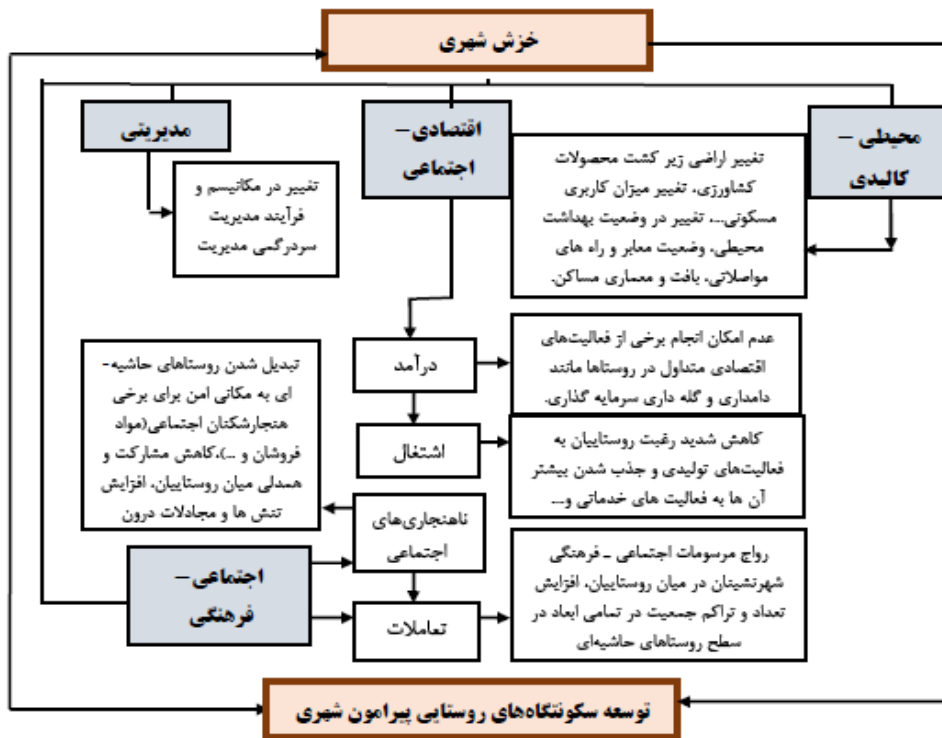 خزش شهری
محیطی –
کالبدی
اقتصادی –
اجتماعی
مدیریتی
تغییر اراضی زیر کشت محصولات
کشاورزی، تغییر میزان کاربری
مسکونی...، تغییر در وضعیت بهداشت
محیطی، وضعیت معابر و راه های
مواصلاتی، بافت و معماری مساکن.
تغییر در مکانیسم و
فرآیند مدیریت
سردرگمی مدیریت
درآمد
عدم امکان انجام برخی از فعالیت‌های
اقتصادی متداول در روستاها مانند
دامداری و گله داری سرمایه گذاری.
اشتغال
کاهش شدید رغبت روستاییان به
فعالیت‌های تولیدی و جذب شدن بیشتر
آن ها به فعالیت های خدماتی و...
تبدیل شدن روستاهای حاشیه-
ای به مکانی امن برای برخی
هنجارشکنان اجتماعی(مواد
فروشان و ...)،کاهش مشارکت و
همدلی میان روستاییان، افزایش
تنش ها و مجادلات درون
ناهنجاری‌های
اجتماعی
اجتماعی –
فرهنگی
تعاملات
رواج مرسومات اجتماعی ـ فرهنگی
شهرنشینان در میان روستاییان، افزایش
تعداد و تراکم جمعیت در تمامی ابعاد در
سطح روستاهای حاشیه‌ای
توسعه سکونتگاه‌های روستایی پیرامون شهری